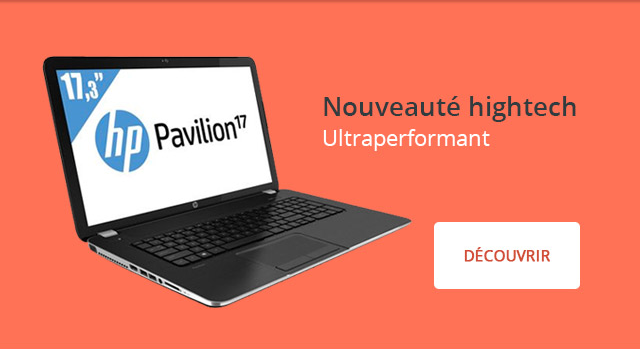 17,3"
hp
Pavilion17
Nouveauté hightech
Ultraperformant
DÉCOUVRIR